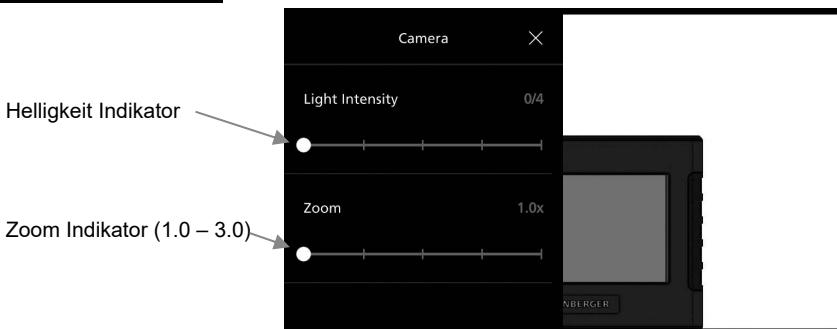 Camera
Helligkeit Indikator
Light Intensity 0/4
Zoom Indikator (1.0 – 3.0)
Zoom 1.0x
NBERGER